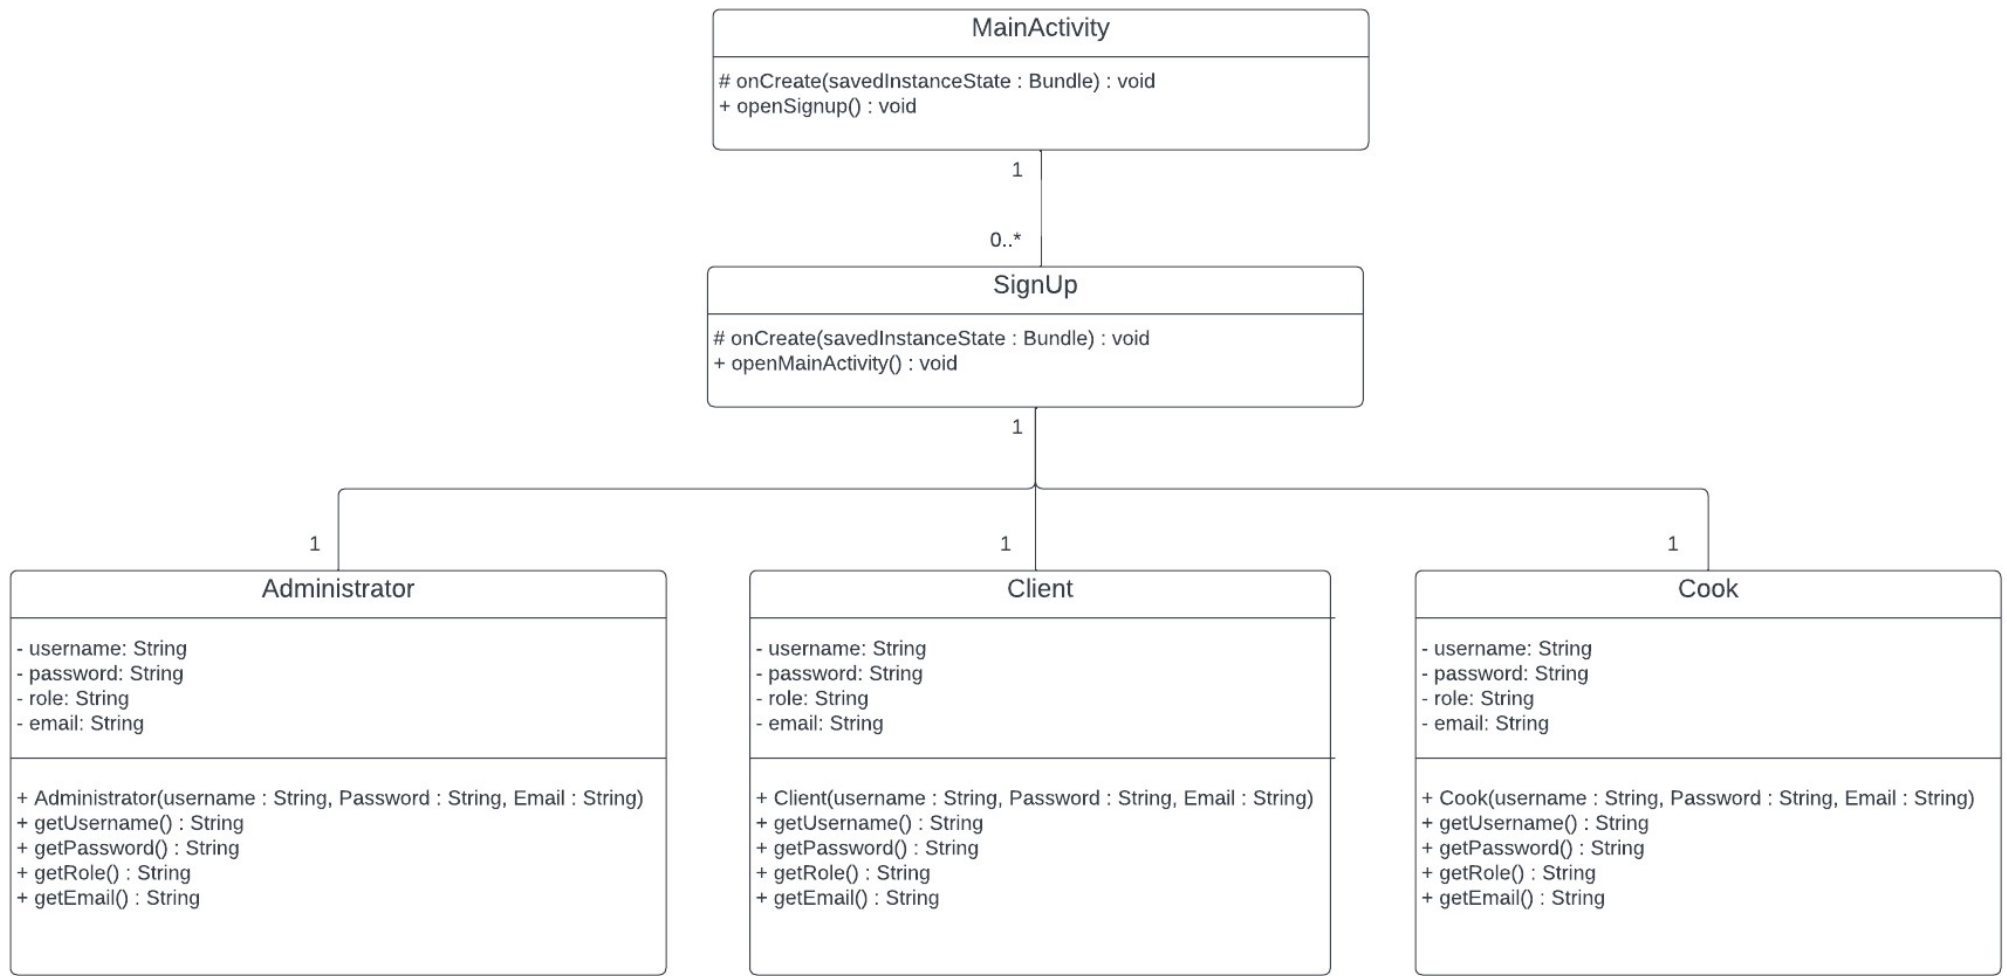 MainActivity
# onCreate(savedInstanceState : Bundle) : void
+ openSignup() : void
1
0..*
SignUp
# onCreate(savedInstanceState : Bundle) : void
+ openMainActivity() : void
1
1
1
1
Administrator
- username: String
- password: String
- role: String
- email: String
+ Administrator(username : String, Password : String, Email : String)
+ getUsername() : String
+ getPassword() : String
+ getRole() : String
+ getEmail() : String
Client
- username: String
- password: String
- role: String
- email: String
+ Client(username : String, Password : String, Email : String)
+ getUsername() : String
+ getPassword() : String
+ getRole() : String
+ getEmail() : String
Cook
- username: String
- password: String
- role: String
- email: String
+ Cook(username : String, Password : String, Email : String)
+ getUsername() : String
+ getPassword() : String
+ getRole() : String
+ getEmail() : String